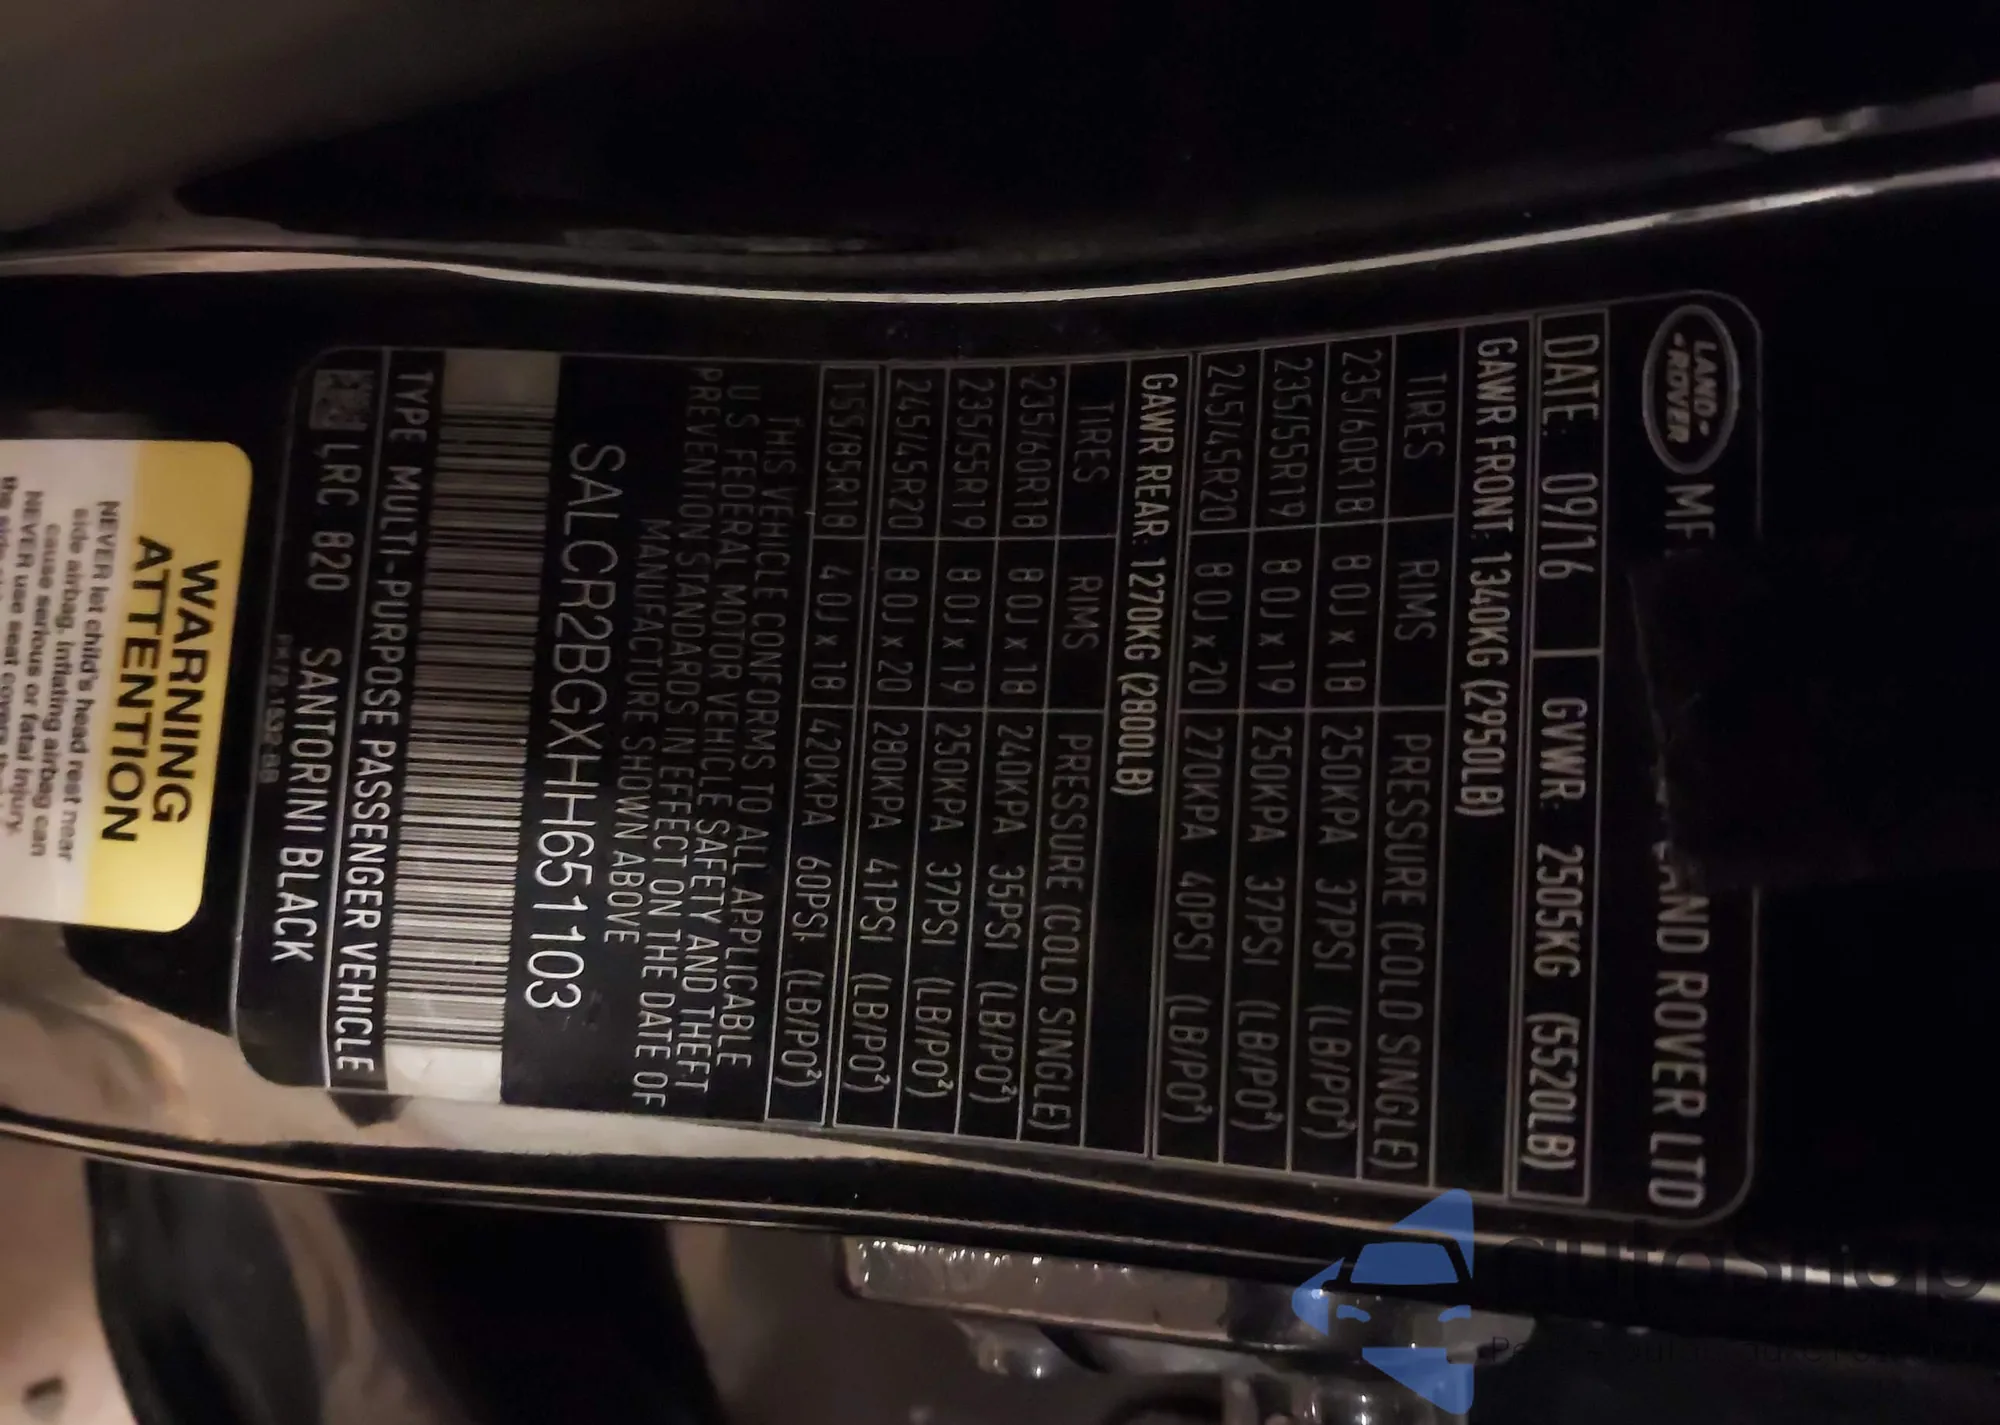 LAND-
-ROVER
MF
LAND ROVER LTD
DATE: 09/16 GVWR: 2505KG (5520LB)
GAWR FRONT: 1340KG (2950LB)
TIRES RIMS PRESSURE (COLD SINGLE)
235/60R18 8.0J x 18 250KPA 37PSI (LB/PO²)
235/55R19 8.0J x 19 250KPA 37PSI (LB/PO²)
245/45R20 8.0J x 20 270KPA 40PSI (LB/PO²)
GAWR REAR: 1270KG (2800LB)
TIRES RIMS PRESSURE (COLD SINGLE)
235/60R18 8.0J x 18 240KPA 35PSI (LB/PO²)
235/55R19 8.0J x 19 250KPA 37PSI (LB/PO²)
245/45R20 8.0J x 20 280KPA 41PSI (LB/PO²)
155/85R18 4.0J x 18 420KPA 60PSI (LB/PO²)
THIS VEHICLE CONFORMS TO ALL APPLICABLE
U.S FEDERAL MOTOR VEHICLE SAFETY AND THEFT
PREVENTION STANDARDS IN EFFECT ON THE DATE OF
MANUFACTURE SHOWN ABOVE
SALCR2BGXHH651103
TYPE MULTI-PURPOSE PASSENGER VEHICLE
LRC 820 SANTORINI BLACK
WARNING
ATTENTION
NEVER let child's head rest near
side airbag. Inflating airbag can
cause serious or fatal injury.
NEVER use seat covers
autosnap